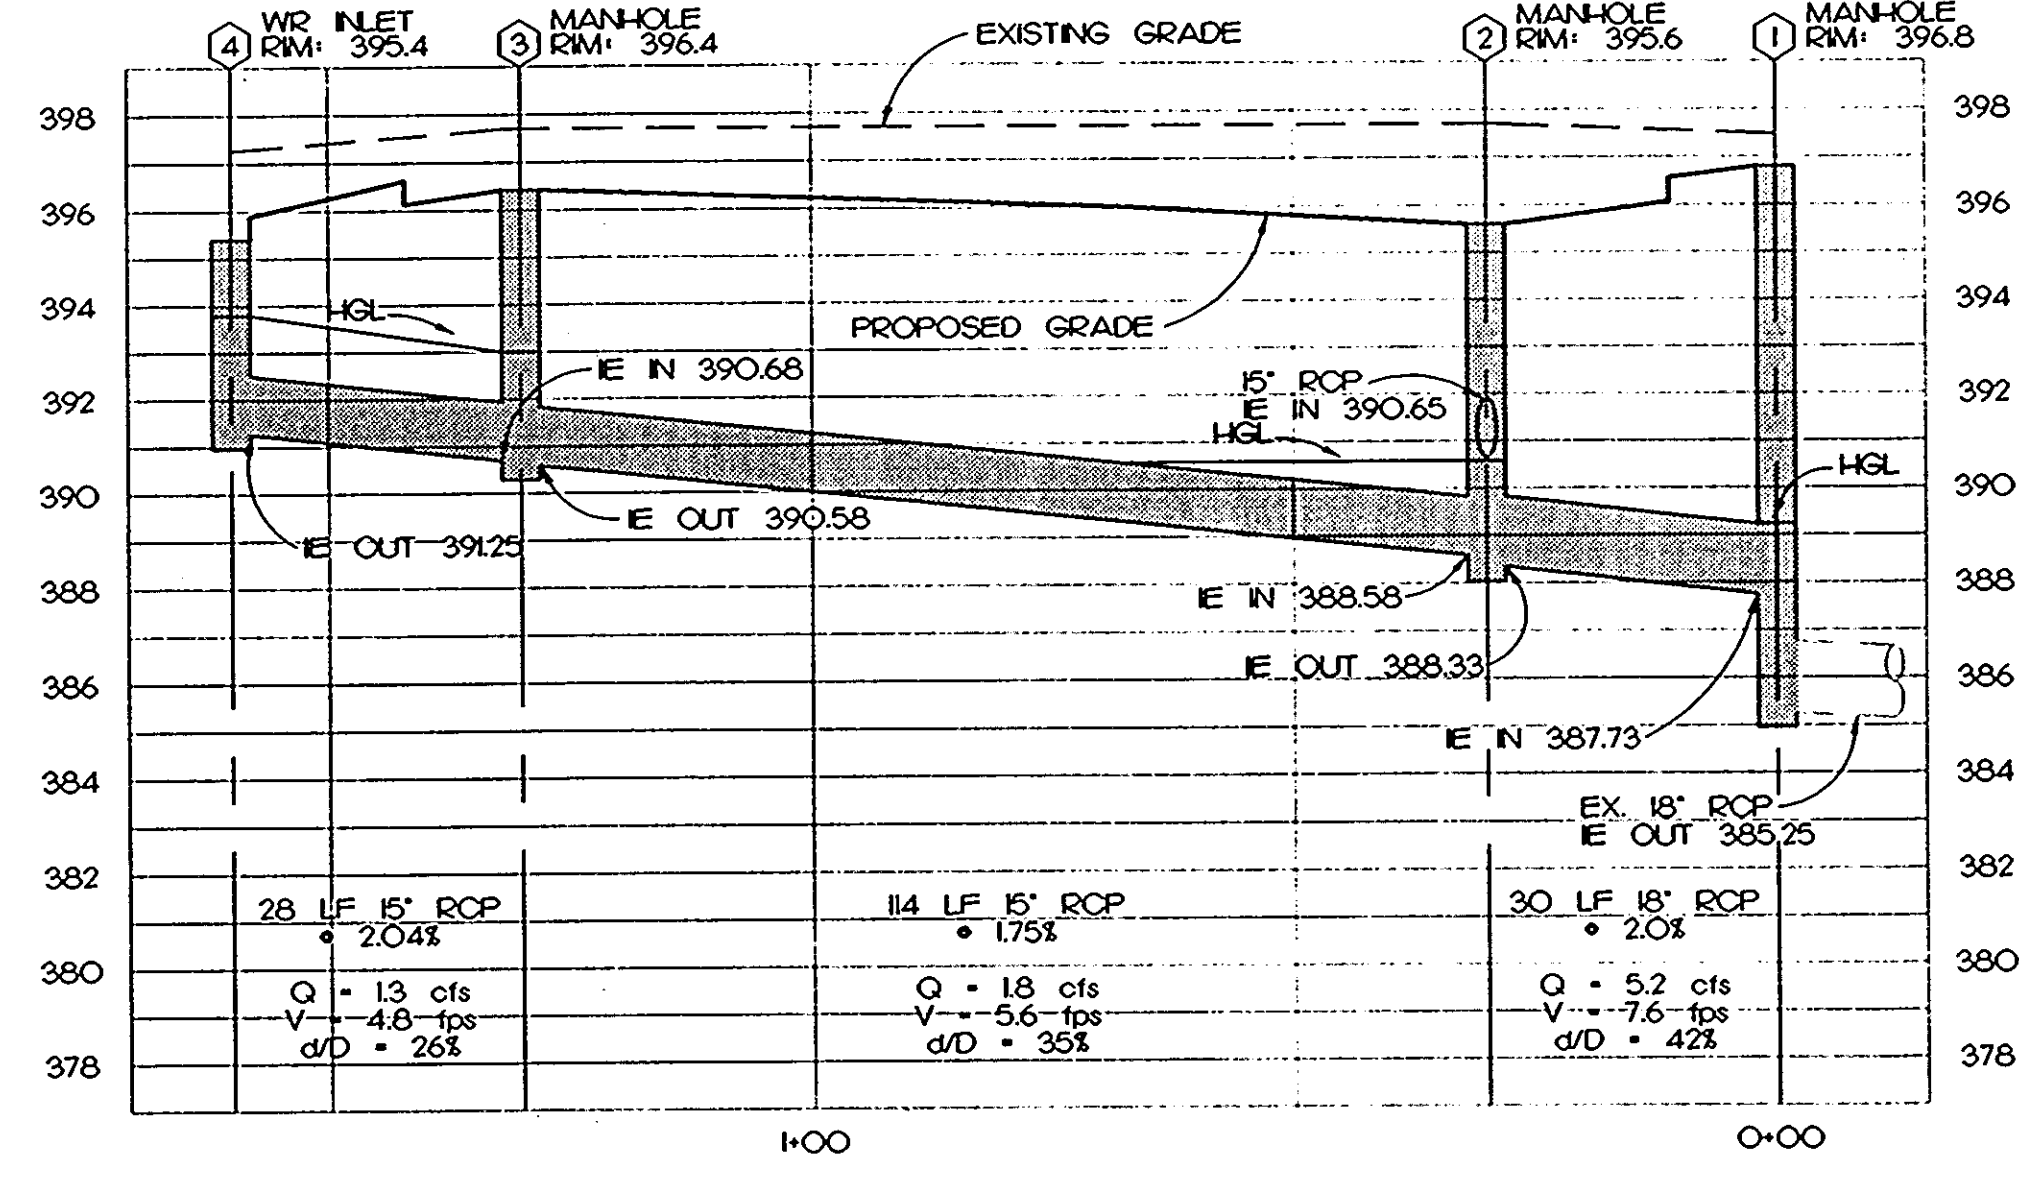 4
WR INLET
RIM: 395.4
3
MANHOLE
RIM: 396.4
EXISTING GRADE
2
MANHOLE
RIM: 395.6
1
MANHOLE
RIM: 396.8
398
398
396
396
394
394
HGL
PROPOSED GRADE
IE IN 390.68
15" RCP
IE IN 390.65
392
392
HGL
HGL
390
390
IE OUT 390.58
IE OUT 391.25
388
388
IE IN 388.58
IE OUT 388.33
386
386
IE IN 387.73
384
384
EX. 18" RCP
IE OUT 385.25
382
382
28 LF 15" RCP
@ 2.04%
114 LF 15" RCP
@ 1.75%
30 LF 18" RCP
@ 2.0%
380
380
Q = 1.3 cfs
V = 4.8 fps
d/D = 26%
Q = 1.8 cfs
V = 5.6 fps
d/D = 35%
Q = 5.2 cfs
V = 7.6 fps
d/D = 42%
378
378
1+00
0+00